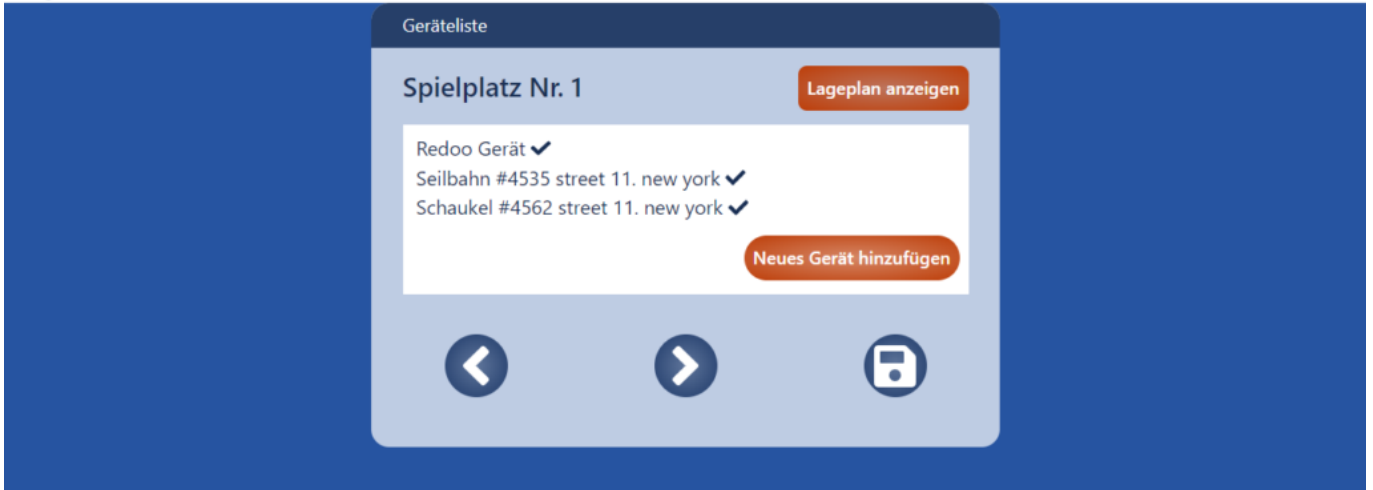 Geräteliste
Spielplatz Nr. 1
Lageplan anzeigen
Redoo Gerät
Seilbahn #4535 street 11. new york
Schaukel #4562 street 11. new york
Neues Gerät hinzufügen